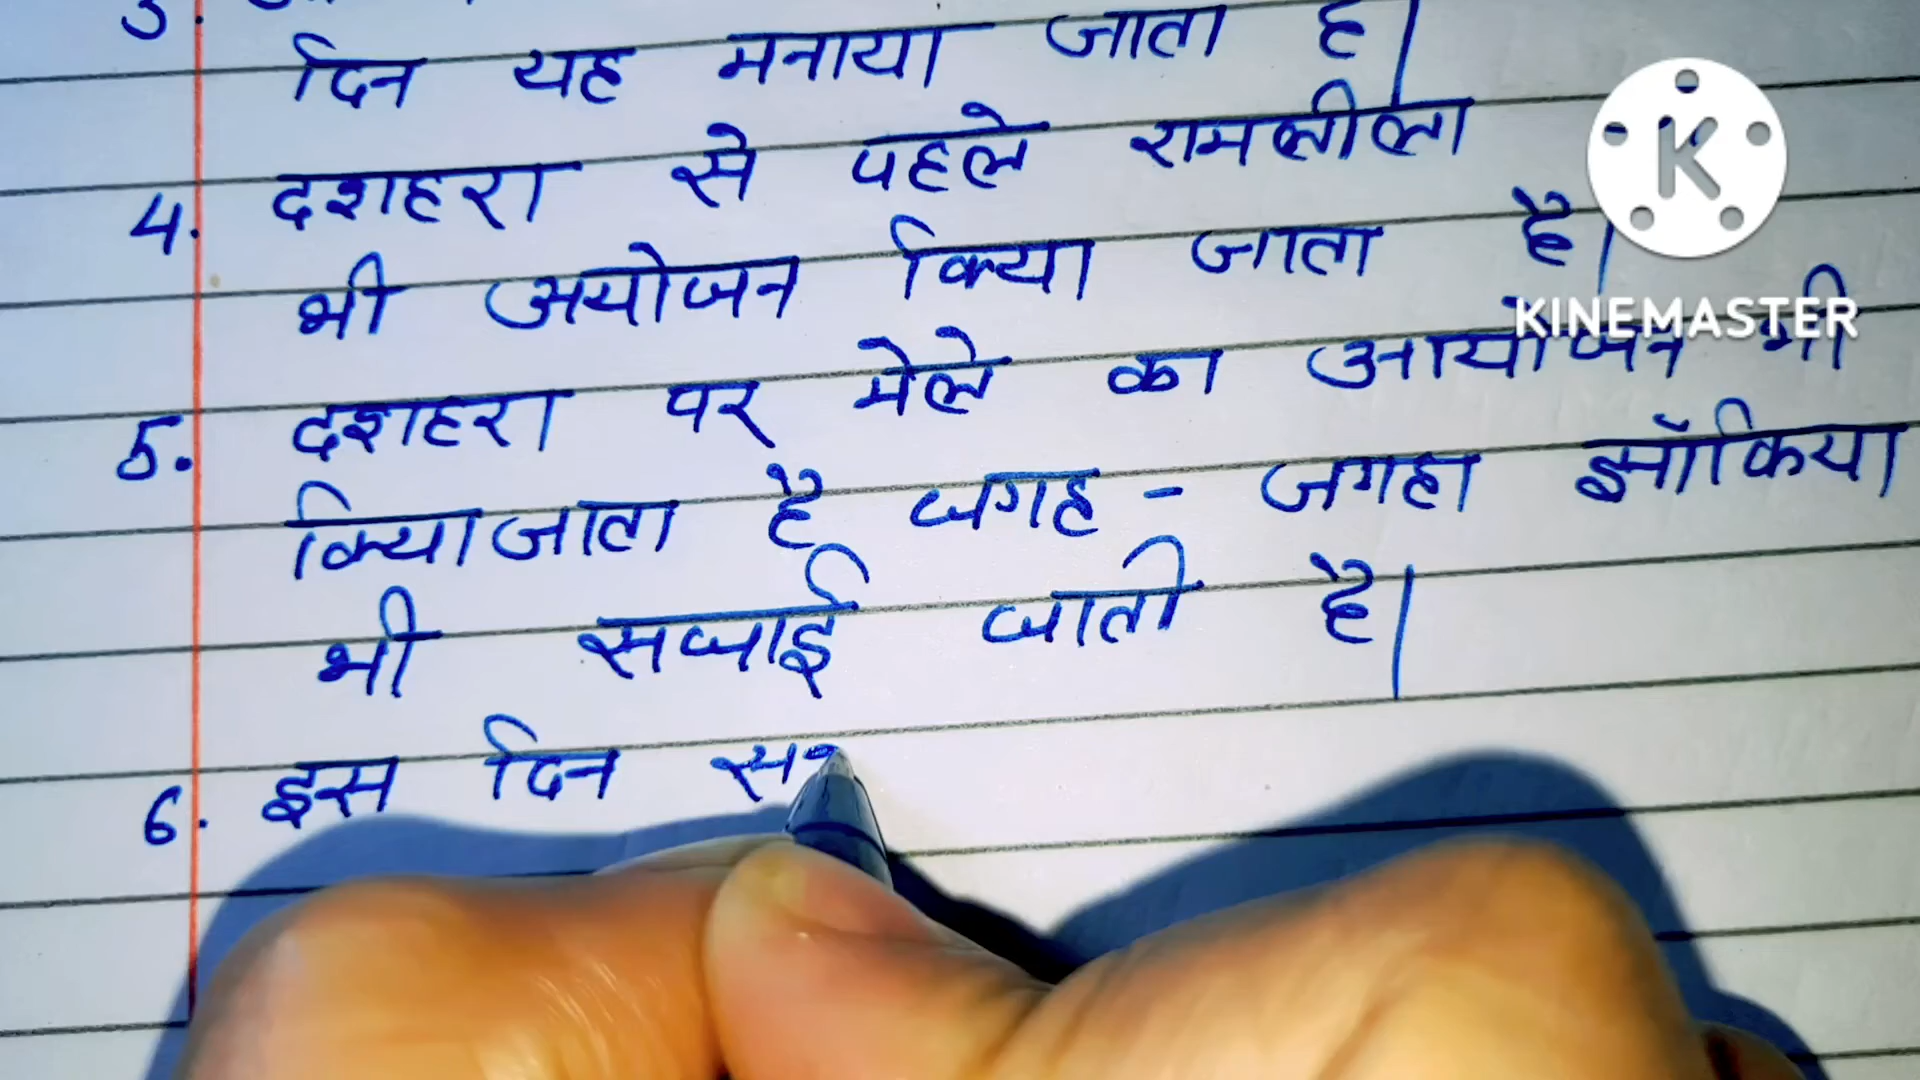 3.
दिन यह मनाया जाता है।
4. दशहरा से पहले रामलीला
भी अयोजन किया जाता है।
5. दशहरा पर मेले का आयोजन भी
किया जाता है जगह - जगहा झॉकिया
भी सजाई जाती है।
6. इस दिन
K
KINEMASTER